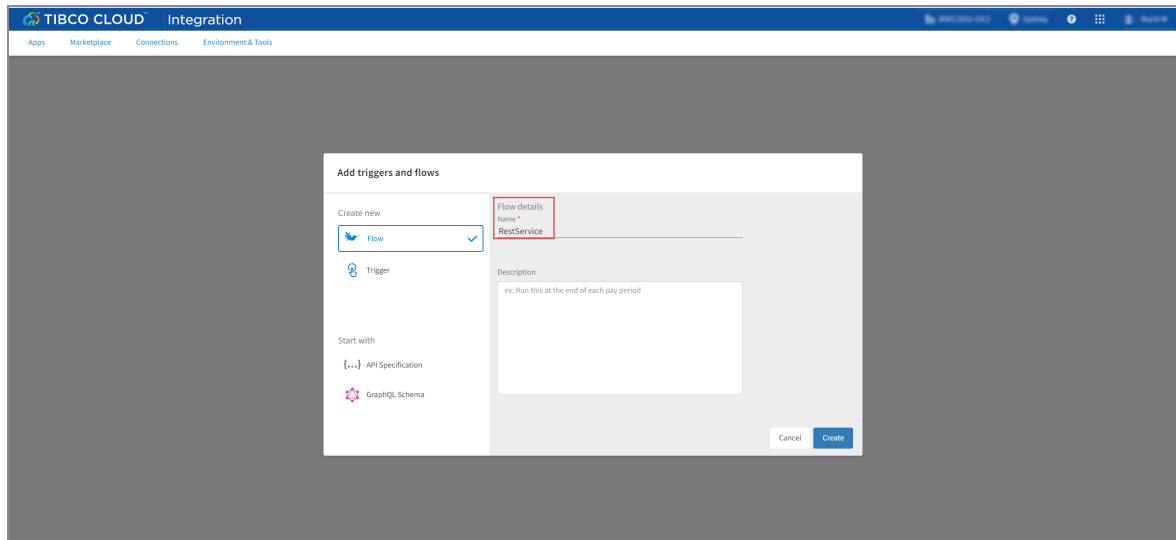 TIBCO CLOUD™ Integration
Apps Marketplace Connections Environment & Tools
Add triggers and flows
Create new
Flow
Trigger
Start with
{...} API Specification
GraphQL Schema
Flow details
Name *
RestService
Description
ex: Run this at the end of each pay period
Cancel Create